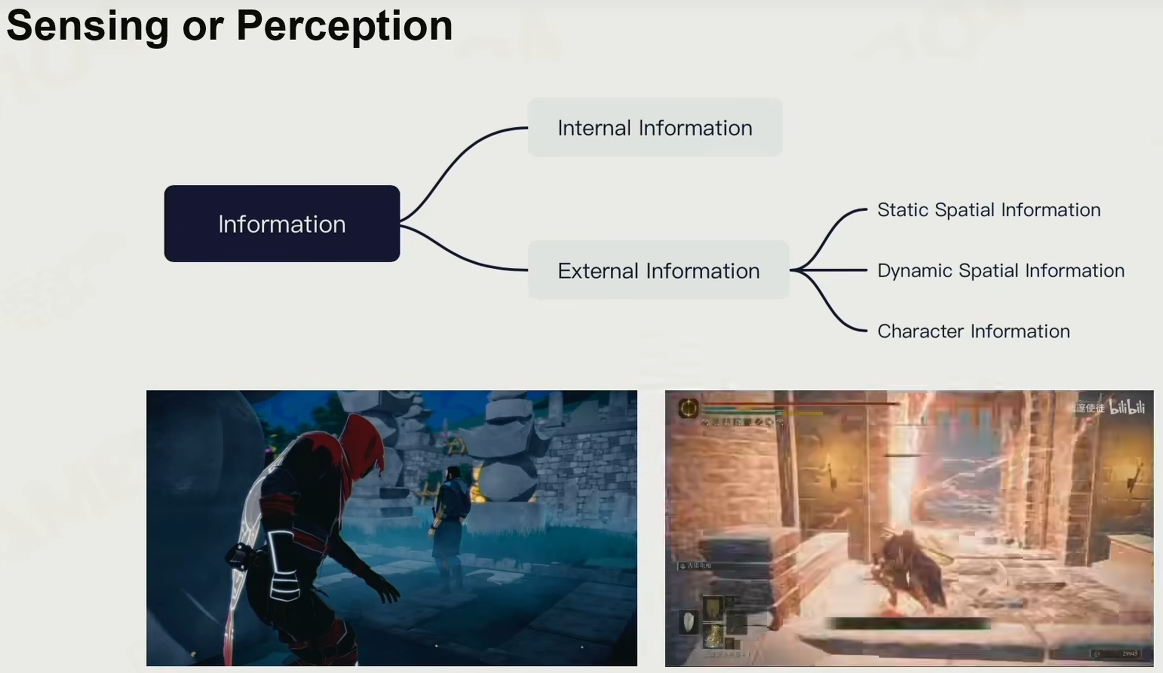 Sensing or Perception
Internal Information
Information
Static Spatial Information
External Information
Dynamic Spatial Information
Character Information
bilibili